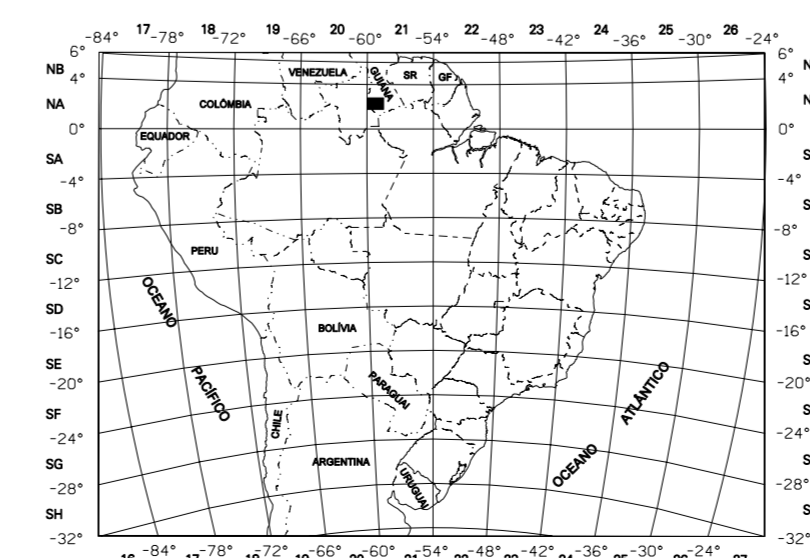 17 18 19 20 21 22 23 24 25 26
-84° -78° -72° -66° -60° -54° -48° -42° -36° -30° -24°
6° 6°
NB
4° 4°
NA
0° 0°
SA
-4° -4°
SB
-8° -8°
SC
-12° -12°
SD
-16° -16°
SE
-20° -20°
SF
-24° -24°
SG
-28° -28°
SH
-32° -32°
VENEZUELA
GUIANA
SR
GF
COLÔMBIA
EQUADOR
PERU
OCEANO
PACÍFICO
BOLÍVIA
PARAGUAI
CHILE
ARGENTINA
URUGUAI
OCEANO
ATLÂNTICO
-84° -78° -72° -66° -60° -54° -48° -42° -36° -30° -24°